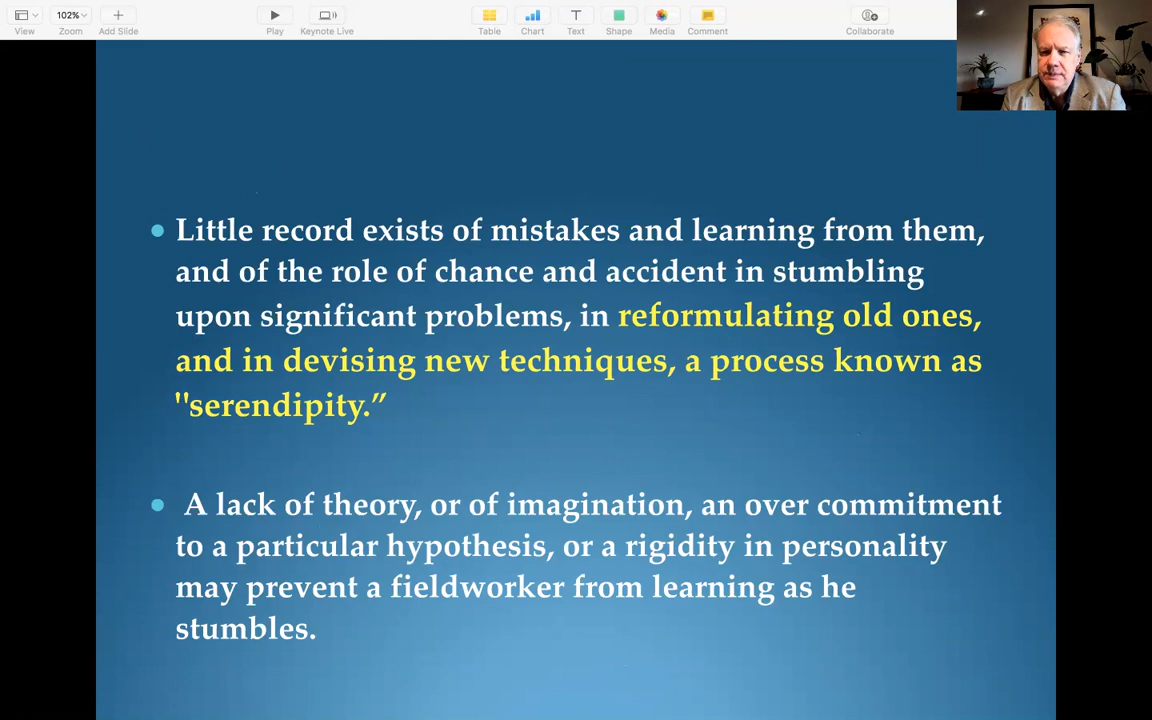 102%
View
Zoom
Add Slide
Play
Keynote Live
Table
Chart
Text
Shape
Media
Comment
Collaborate
• Little record exists of mistakes and learning from them,
and of the role of chance and accident in stumbling
upon significant problems, in reformulating old ones,
and in devising new techniques, a process known as
"serendipity.”
• A lack of theory, or of imagination, an over commitment
to a particular hypothesis, or a rigidity in personality
may prevent a fieldworker from learning as he
stumbles.